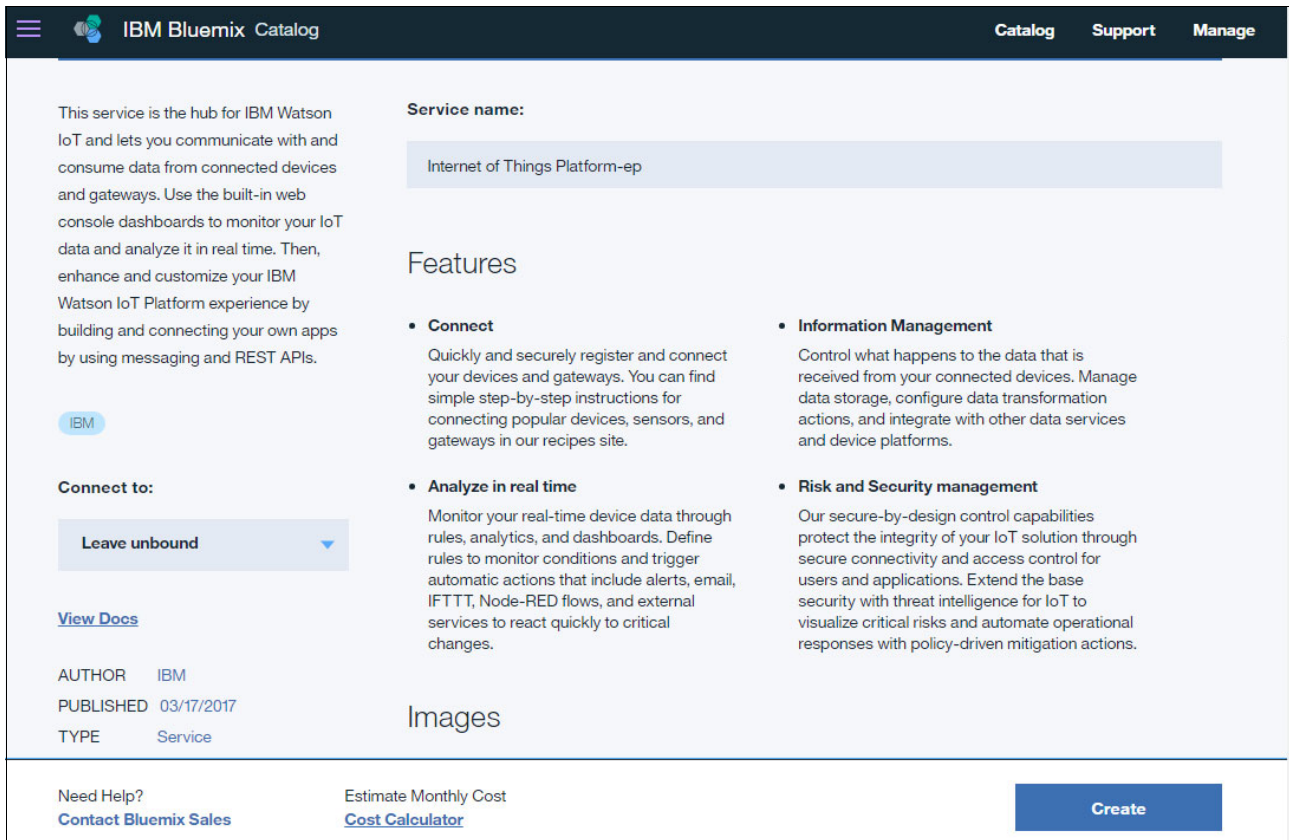 IBM Bluemix Catalog
Catalog Support Manage
This service is the hub for IBM Watson
IoT and lets you communicate with and
consume data from connected devices
and gateways. Use the built-in web
console dashboards to monitor your IoT
data and analyze it in real time. Then,
enhance and customize your IBM
Watson IoT Platform experience by
building and connecting your own apps
by using messaging and REST APIs.
IBM
Connect to:
Leave unbound
View Docs
AUTHOR IBM
PUBLISHED 03/17/2017
TYPE Service
Service name:
Internet of Things Platform-ep
Features
• Connect
Quickly and securely register and connect
your devices and gateways. You can find
simple step-by-step instructions for
connecting popular devices, sensors, and
gateways in our recipes site.
• Information Management
Control what happens to the data that is
received from your connected devices. Manage
data storage, configure data transformation
actions, and integrate with other data services
and device platforms.
• Analyze in real time
Monitor your real-time device data through
rules, analytics, and dashboards. Define
rules to monitor conditions and trigger
automatic actions that include alerts, email,
IFTTT, Node-RED flows, and external
services to react quickly to critical
changes.
• Risk and Security management
Our secure-by-design control capabilities
protect the integrity of your IoT solution through
secure connectivity and access control for
users and applications. Extend the base
security with threat intelligence for IoT to
visualize critical risks and automate operational
responses with policy-driven mitigation actions.
Images
Need Help?
Contact Bluemix Sales
Estimate Monthly Cost
Cost Calculator
Create